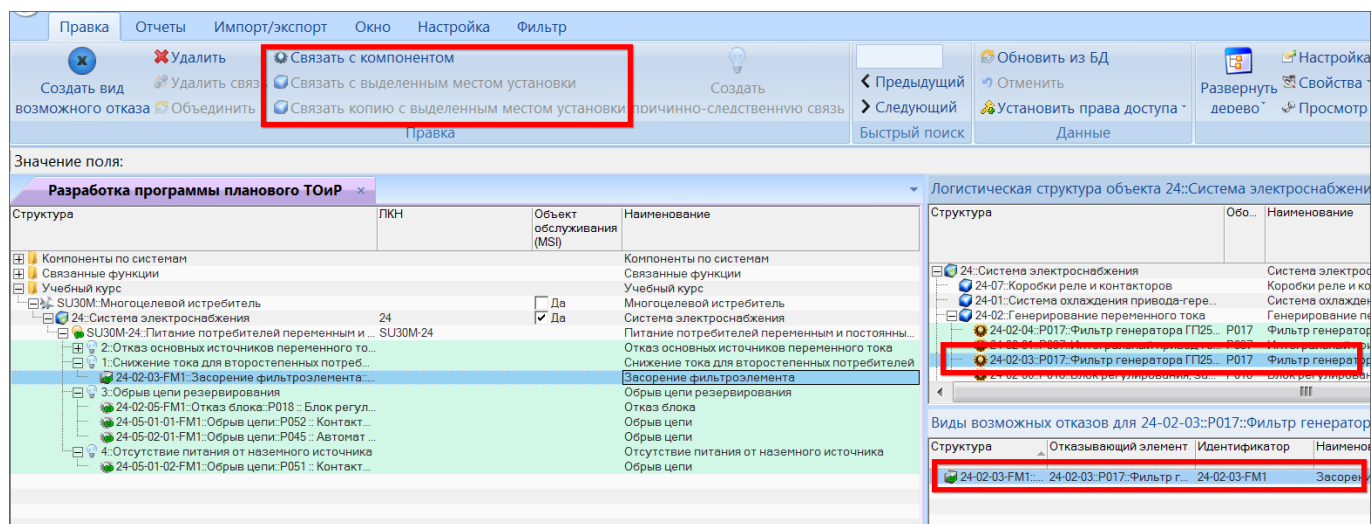 Правка Отчеты Импорт/экспорт Окно Настройка Фильтр
Создать вид возможного отказа
Удалить
Удалить связ
Объединить
Связать с компонентом
Связать с выделенным местом установки
Связать копию с выделенным местом установки
Создать
причинно-следственную связь
Правка
Предыдущий
Следующий
Быстрый поиск
Обновить из БД
Отменить
Установить права доступа
Данные
Развернуть дерево
Настройка
Свойства
Просмотр
Значение поля:
Разработка программы планового ТОиР
Структура ЛКН Объект обслуживания (MSI) Наименование
Компоненты по системам Компоненты по системам
Связанные функции Связанные функции
Учебный курс Учебный курс
SU30M::Многоцелевой истребитель Да Многоцелевой истребитель
24::Система электроснабжения 24 Да Система электроснабжения
SU30M-24::Питание потребителей переменным и ... SU30M-24 Питание потребителей переменным и постоянны...
2::Отказ основных источников переменного то... Отказ основных источников переменного тока
1::Снижение тока для второстепенных потреб... Снижение тока для второстепенных потребителей
24-02-03-FM1::Засорение фильтроэлемента::... Засорение фильтроэлемента
3::Обрыв цепи резервирования Обрыв цепи резервирования
24-02-05-FM1::Отказ блока::P018 :: Блок регул... Отказ блока
24-05-01-01-FM1::Обрыв цепи::P052 :: Контакт... Обрыв цепи
24-05-02-01-FM1::Обрыв цепи::P045 :: Автомат ... Обрыв цепи
4::Отсутствие питания от наземного источника Отсутствие питания от наземного источника
24-05-01-02-FM1::Обрыв цепи::P051 :: Контакт... Обрыв цепи
Логистическая структура объекта 24::Система электроснабжени
Структура Обо... Наименование
24::Система электроснабжения Система электрос
24-07::Коробки реле и контакторов Коробки реле и ко
24-01::Система охлаждения привода-гере... Система охлажден
24-02::Генерирование переменного тока Генерирование пе
24-02-04::P017::Фильтр генератора ГП25... P017 Фильтр генератор
24-02-03::P017::Фильтр генератора ГП25... P017 Фильтр генератор
Виды возможных отказов для 24-02-03::P017::Фильтр генератор
Структура Отказывающий элемент Идентификатор Наименов
24-02-03-FM1::... 24-02-03::P017::Фильтр г... 24-02-03-FM1 Засорен